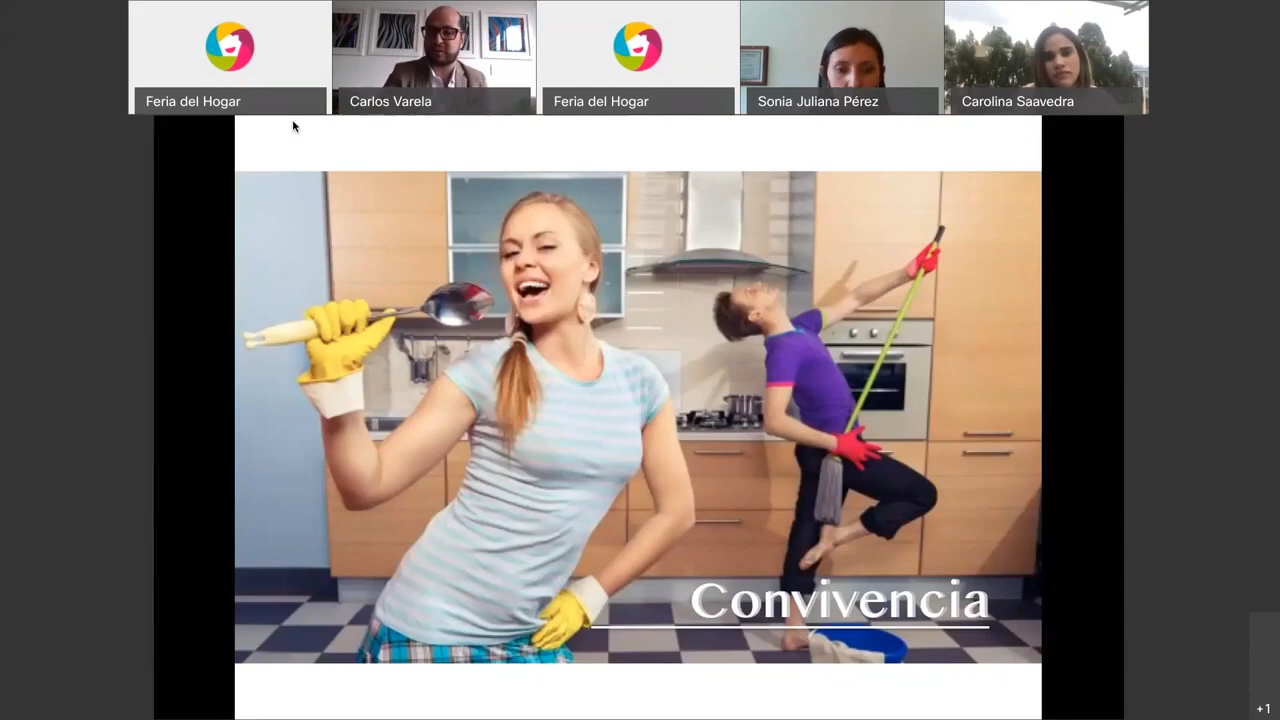 Feria del Hogar
Carlos Varela
Feria del Hogar
Sonia Juliana Pérez
Carolina Saavedra
Convivencia
+1